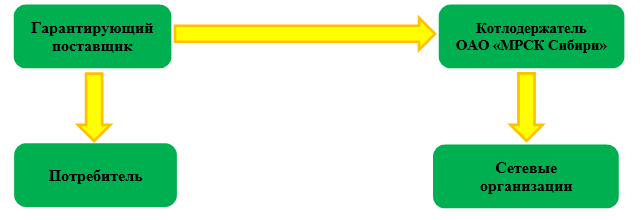 Гарантирующий
поставщик
Котлодержатель
ОАО «МРСК Сибири»
Потребитель
Сетевые
организации